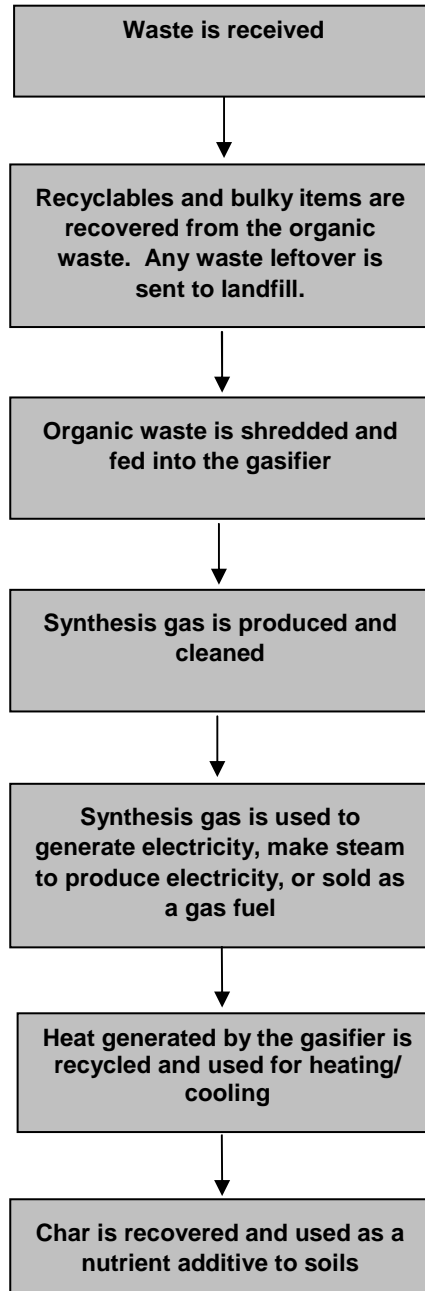 Waste is received
Recyclables and bulky items are
recovered from the organic
waste. Any waste leftover is
sent to landfill.
Organic waste is shredded and
fed into the gasifier
Synthesis gas is produced and
cleaned
Synthesis gas is used to
generate electricity, make steam
to produce electricity, or sold as
a gas fuel
Heat generated by the gasifier is
recycled and used for heating/
cooling
Char is recovered and used as a
nutrient additive to soils